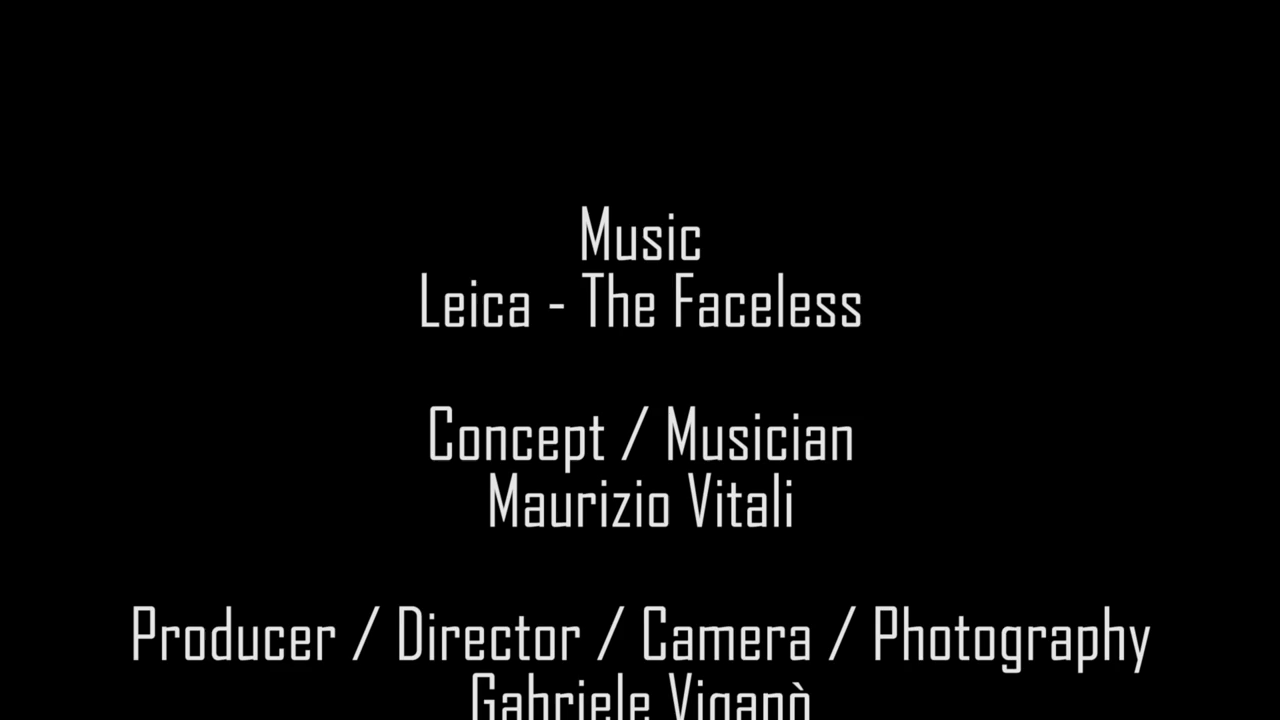 Music
Leica - The Faceless
Concept / Musician
Maurizio Vitali
Producer / Director / Camera / Photography
Gabriele Viganò